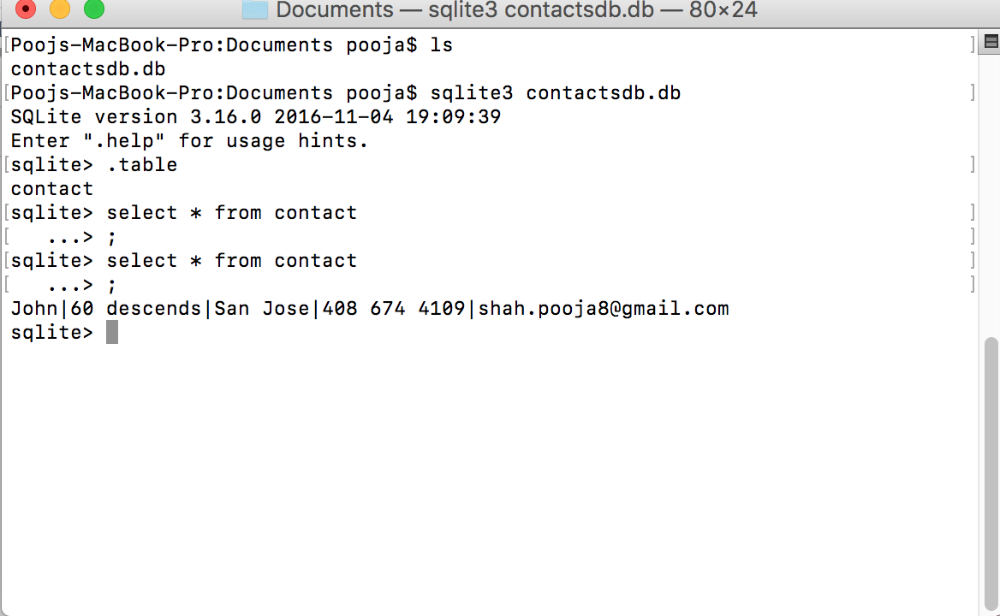 Documents — sqlite3 contactsdb.db — 80×24
[Poojs-MacBook-Pro:Documents pooja$ ls ]
contactsdb.db
[Poojs-MacBook-Pro:Documents pooja$ sqlite3 contactsdb.db ]
SQLite version 3.16.0 2016-11-04 19:09:39
Enter ".help" for usage hints.
[sqlite> .table ]
contact
[sqlite> select * from contact ]
[   ...> ; ]
[sqlite> select * from contact ]
[   ...> ; ]
John|60 descends|San Jose|408 674 4109|shah.pooja8@gmail.com
sqlite>